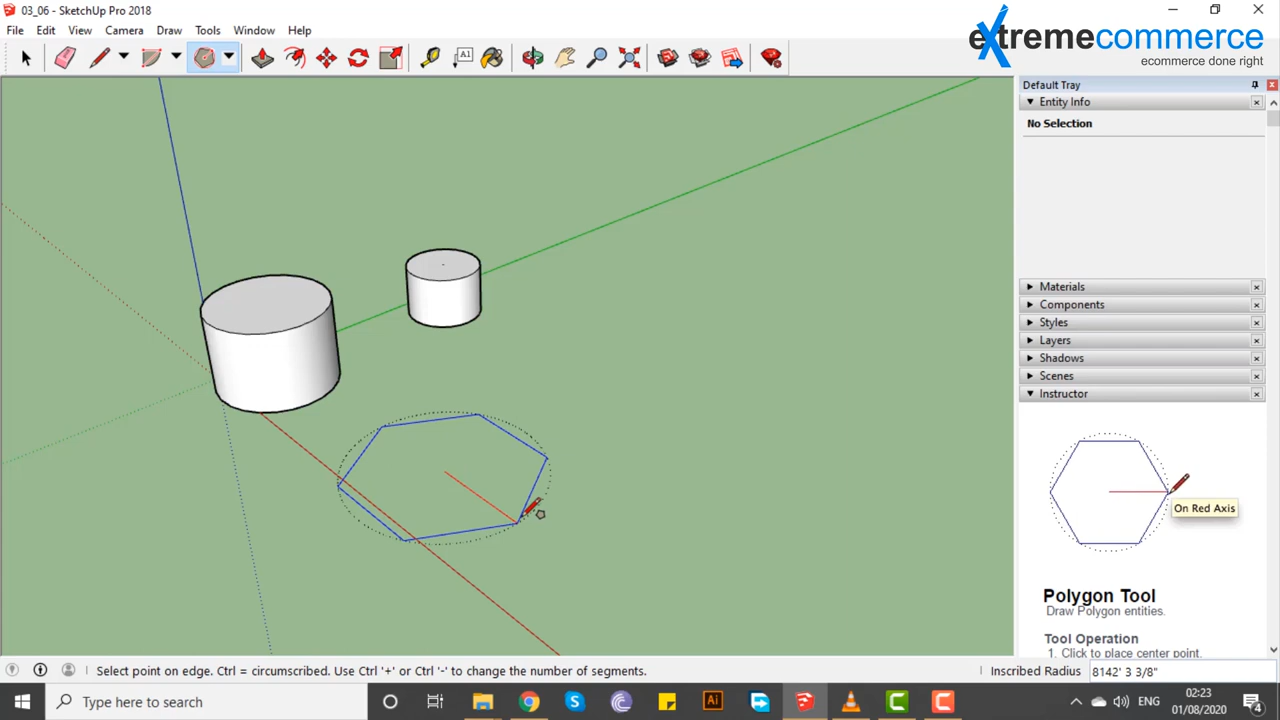 03_06 - SketchUp Pro 2018
File Edit View Camera Draw Tools Window Help
extremecommerce
ecommerce done right
A1
Default Tray
Entity Info
No Selection
Materials
Components
Styles
Layers
Shadows
Scenes
Instructor
On Red Axis
Polygon Tool
Draw Polygon entities.
Tool Operation
1. Click to place center point.
Select point on edge. Ctrl = circumscribed. Use Ctrl '+' or Ctrl '-' to change the number of segments.
Inscribed Radius 8142' 3 3/8"
Type here to search
Ai
ENG
02:23
01/08/2020
4